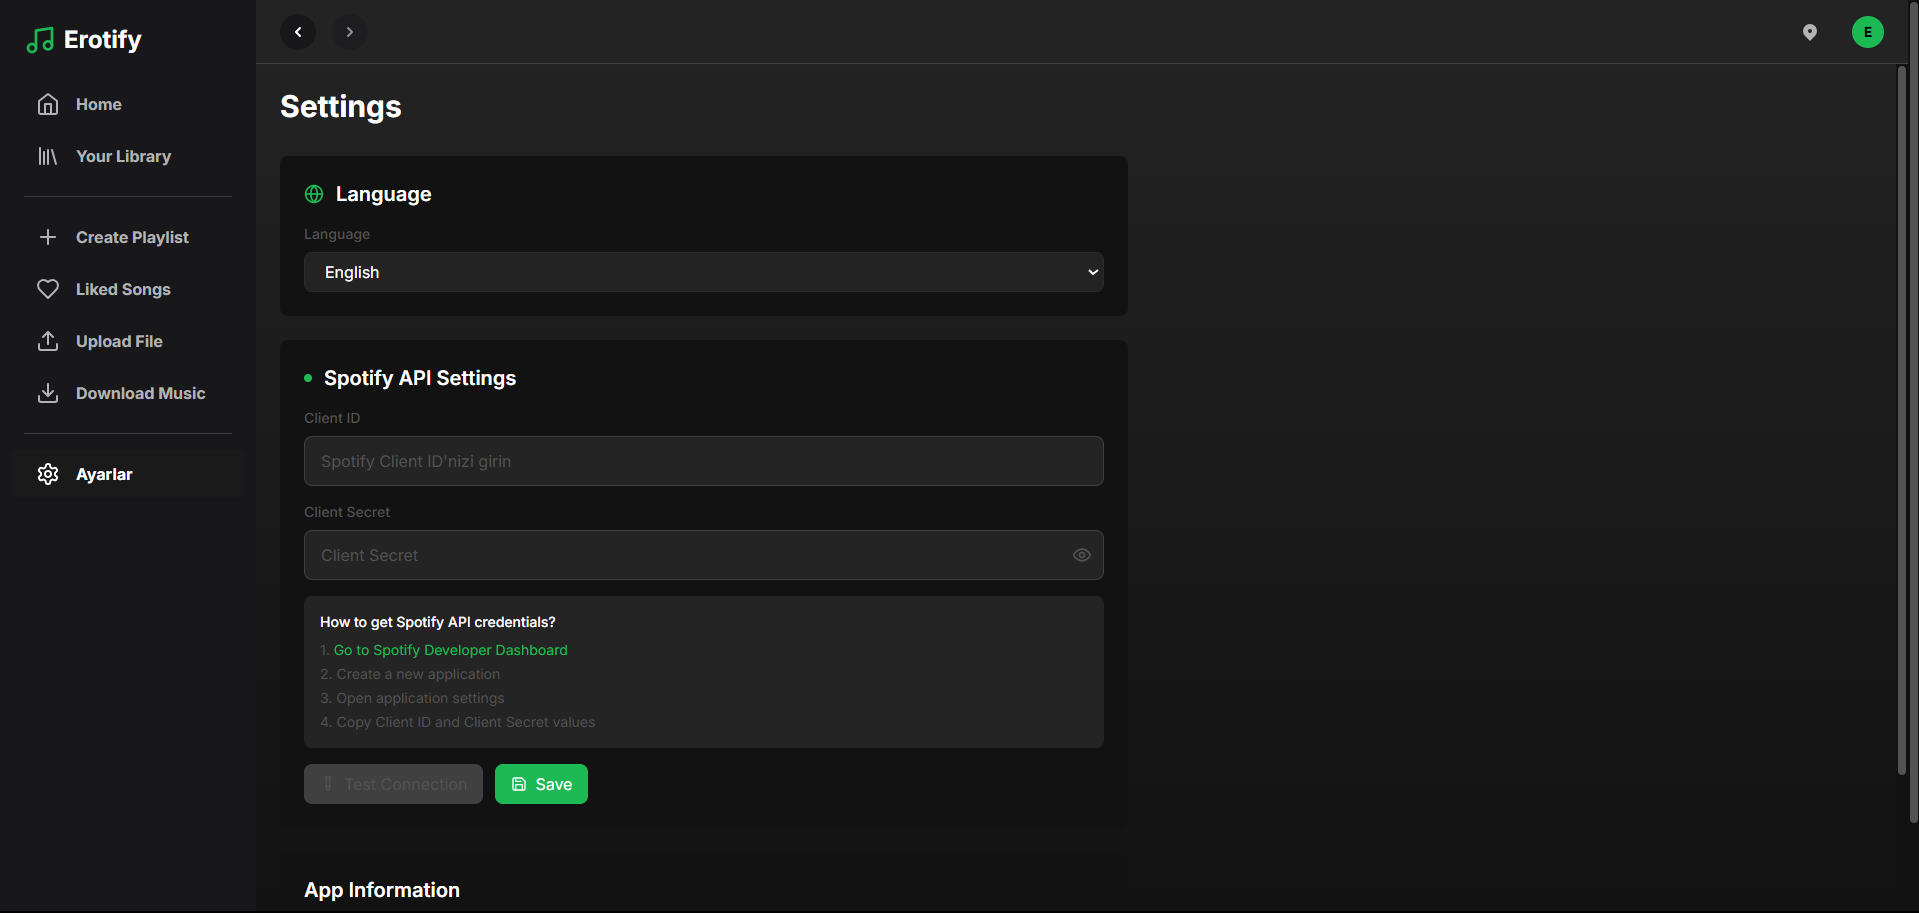 Erotify
Home
Your Library
Create Playlist
Liked Songs
Upload File
Download Music
Ayarlar
E
Settings
Language
Language
English
Spotify API Settings
Client ID
Spotify Client ID'nizi girin
Client Secret
Client Secret
How to get Spotify API credentials?
1. Go to Spotify Developer Dashboard
2. Create a new application
3. Open application settings
4. Copy Client ID and Client Secret values
Test Connection
Save
App Information